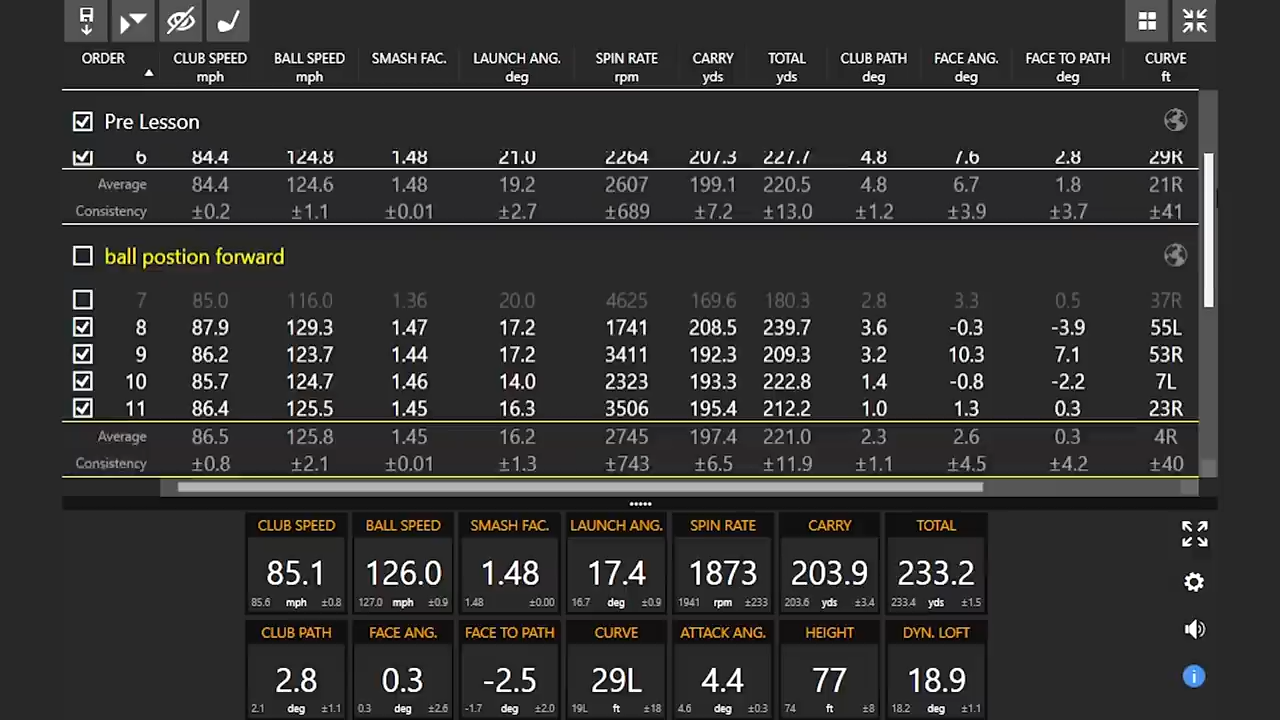 ORDER CLUB SPEED BALL SPEED SMASH FAC. LAUNCH ANG. SPIN RATE CARRY TOTAL CLUB PATH FACE ANG. FACE TO PATH CURVE
mph mph deg rpm yds yds deg deg deg ft
Pre Lesson
6 84.4 124.8 1.48 21.0 2264 207.3 227.7 4.8 7.6 2.8 29R
Average 84.4 124.6 1.48 19.2 2607 199.1 220.5 4.8 6.7 1.8 21R
Consistency ±0.2 ±1.1 ±0.01 ±2.7 ±689 ±7.2 ±13.0 ±1.2 ±3.9 ±3.7 ±41
ball postion forward
7 85.0 116.0 1.36 20.0 4625 169.6 180.3 2.8 3.3 0.5 37R
8 87.9 129.3 1.47 17.2 1741 208.5 239.7 3.6 -0.3 -3.9 55L
9 86.2 123.7 1.44 17.2 3411 192.3 209.3 3.2 10.3 7.1 53R
10 85.7 124.7 1.46 14.0 2323 193.3 222.8 1.4 -0.8 -2.2 7L
11 86.4 125.5 1.45 16.3 3506 195.4 212.2 1.0 1.3 0.3 23R
Average 86.5 125.8 1.45 16.2 2745 197.4 221.0 2.3 2.6 0.3 4R
Consistency ±0.8 ±2.1 ±0.01 ±1.3 ±743 ±6.5 ±11.9 ±1.1 ±4.5 ±4.2 ±40
CLUB SPEED BALL SPEED SMASH FAC. LAUNCH ANG. SPIN RATE CARRY TOTAL
85.1 126.0 1.48 17.4 1873 203.9 233.2
85.6 mph ±0.8 127.0 mph ±0.9 1.48 ±0.00 16.7 deg ±0.9 1941 rpm ±233 203.6 yds ±3.4 233.4 yds ±1.5
CLUB PATH FACE ANG. FACE TO PATH CURVE ATTACK ANG. HEIGHT DYN. LOFT
2.8 0.3 -2.5 29L 4.4 77 18.9
2.1 deg ±1.1 0.3 deg ±2.6 -1.7 deg ±2.0 19L ft ±18 4.6 deg ±0.3 74 ft ±8 18.2 deg ±1.1